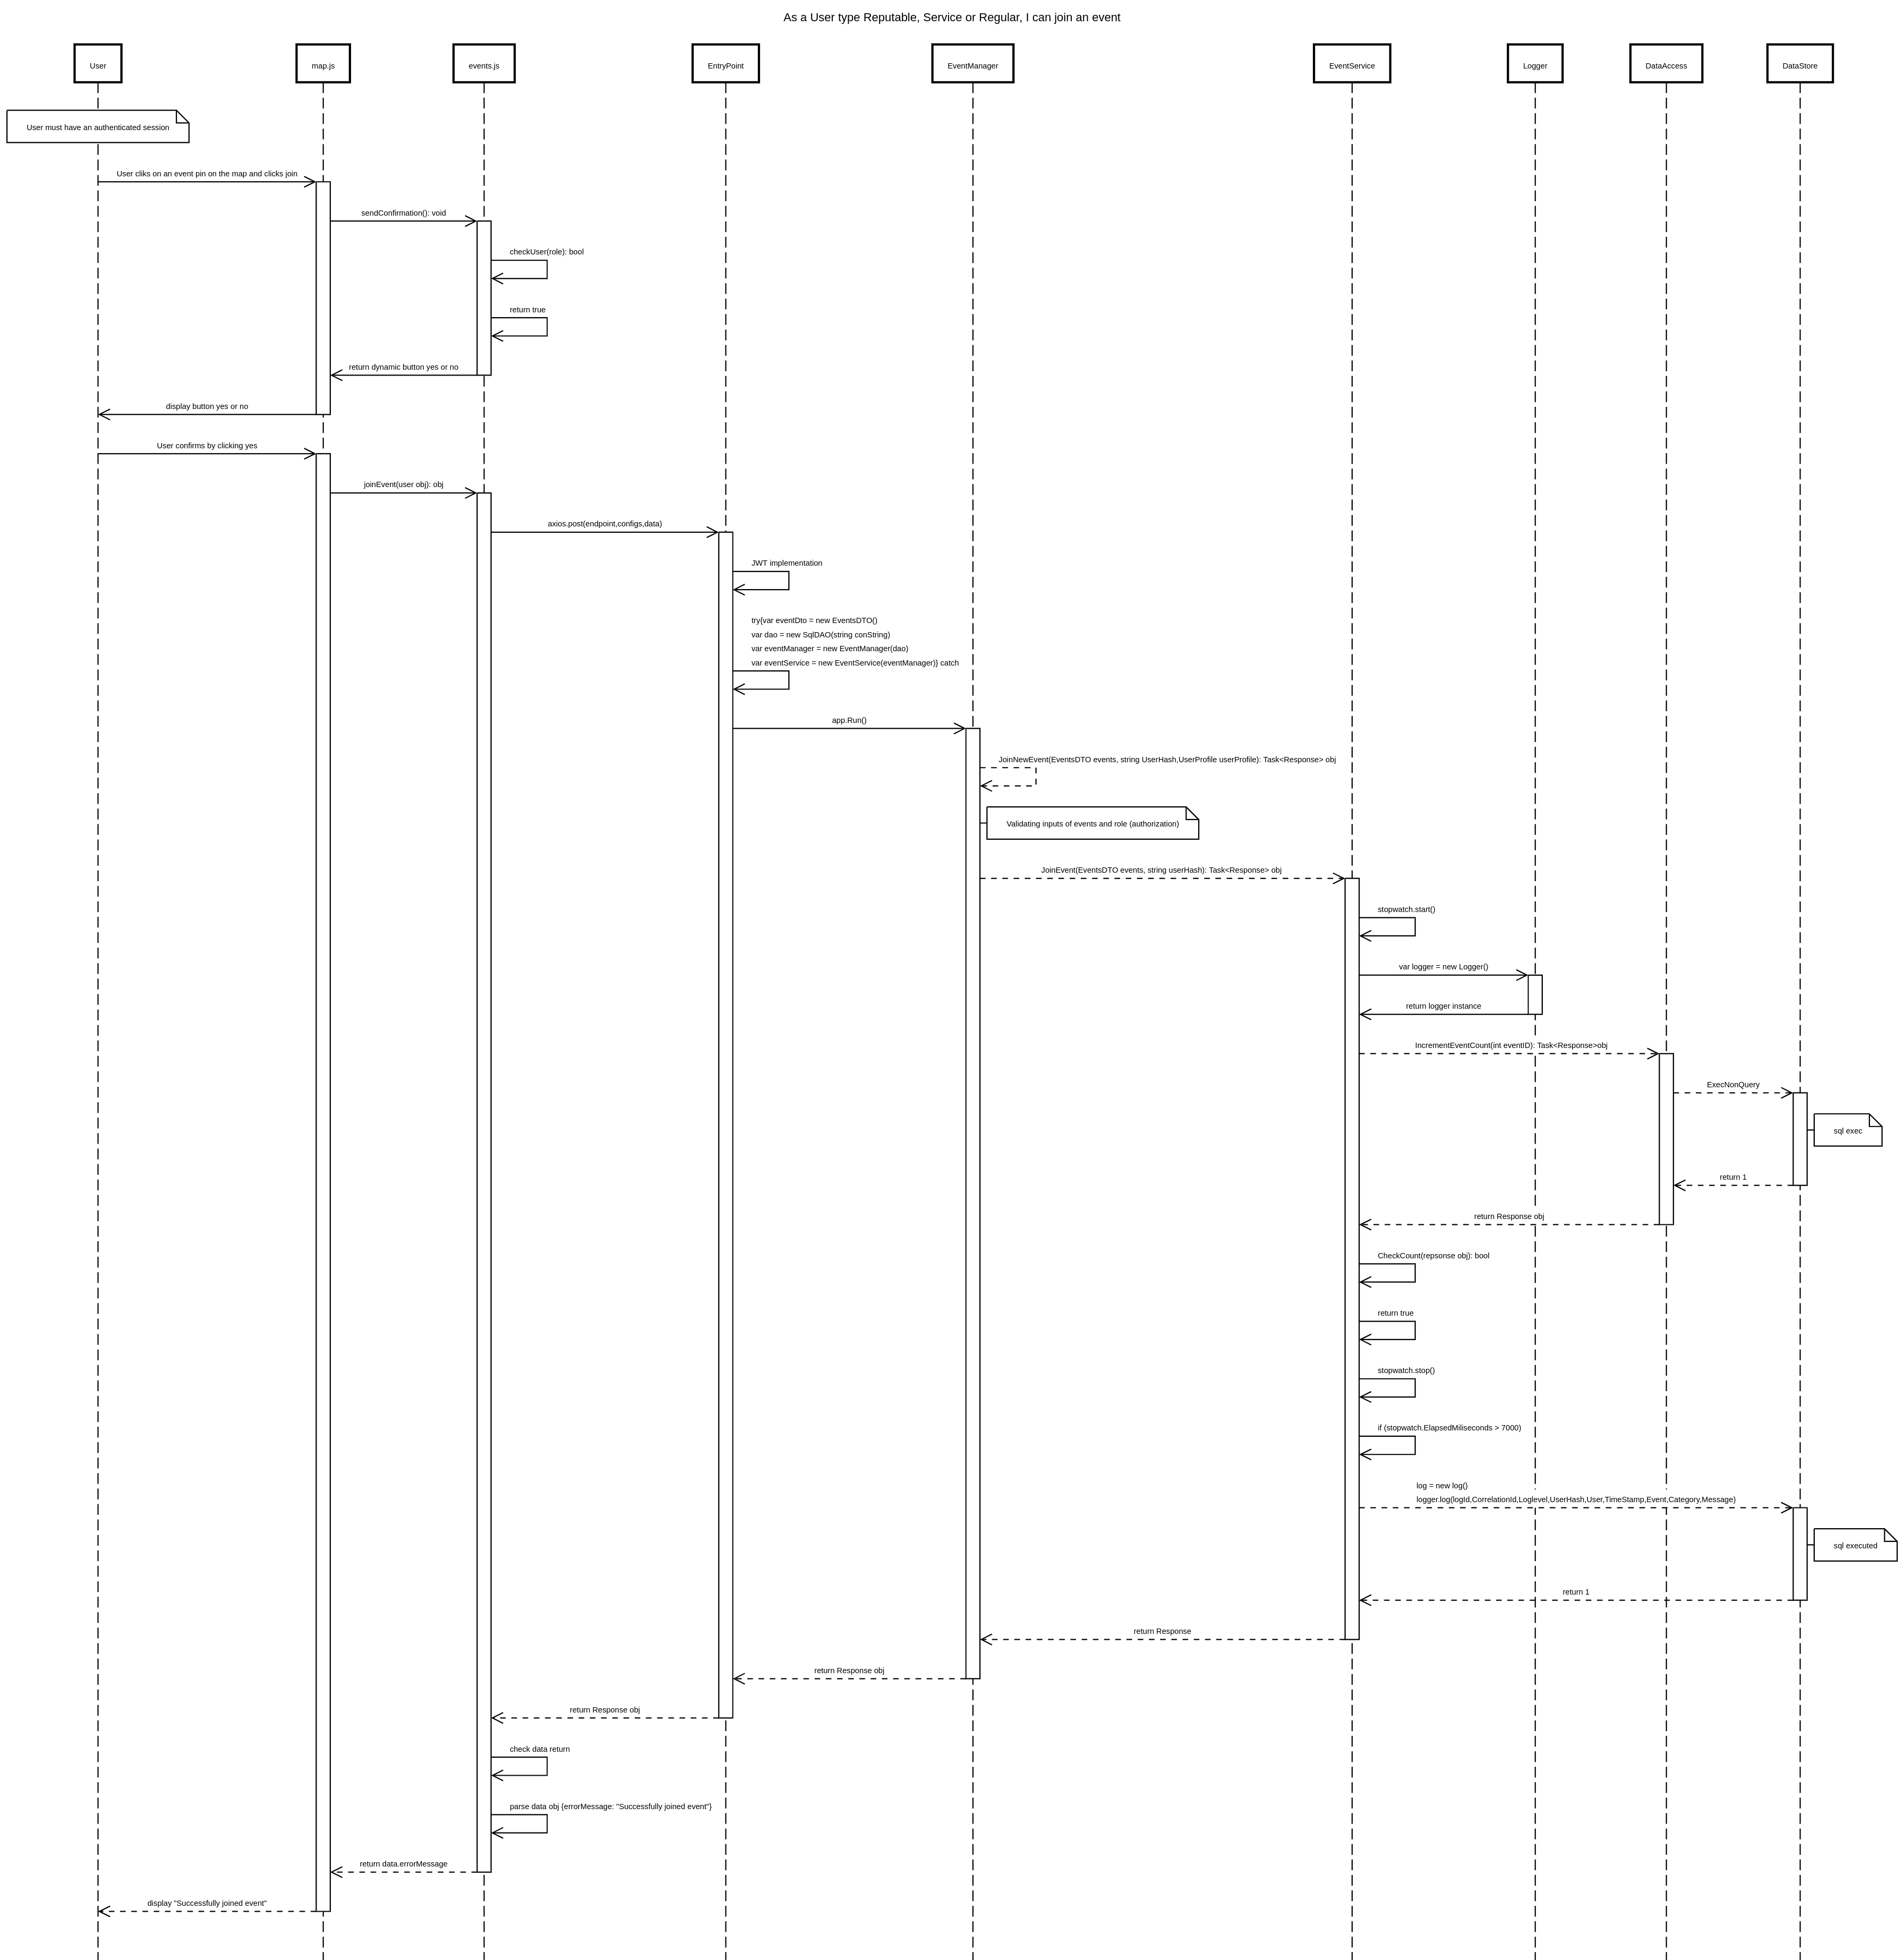 As a User type Reputable, Service or Regular, I can join an event
User
map.js
events.js
EntryPoint
EventManager
EventService
Logger
DataAccess
DataStore
User must have an authenticated session
User cliks on an event pin on the map and clicks join
sendConfirmation(): void
checkUser(role): bool
return true
return dynamic button yes or no
display button yes or no
User confirms by clicking yes
joinEvent(user obj): obj
axios.post(endpoint,configs,data)
JWT implementation
try{var eventDto = new EventsDTO()
var dao = new SqlDAO(string conString)
var eventManager = new EventManager(dao)
var eventService = new EventService(eventManager)} catch
app.Run()
JoinNewEvent(EventsDTO events, string UserHash,UserProfile userProfile): Task<Response> obj
Validating inputs of events and role (authorization)
JoinEvent(EventsDTO events, string userHash): Task<Response> obj
stopwatch.start()
var logger = new Logger()
return logger instance
IncrementEventCount(int eventID): Task<Response>obj
ExecNonQuery
sql exec
return 1
return Response obj
CheckCount(repsonse obj): bool
return true
stopwatch.stop()
if (stopwatch.ElapsedMiliseconds > 7000)
log = new log()
logger.log(logId,CorrelationId,Loglevel,UserHash,User,TimeStamp,Event,Category,Message)
sql executed
return 1
return Response
return Response obj
return Response obj
check data return
parse data obj {errorMessage: "Successfully joined event"}
return data.errorMessage
display "Successfully joined event"